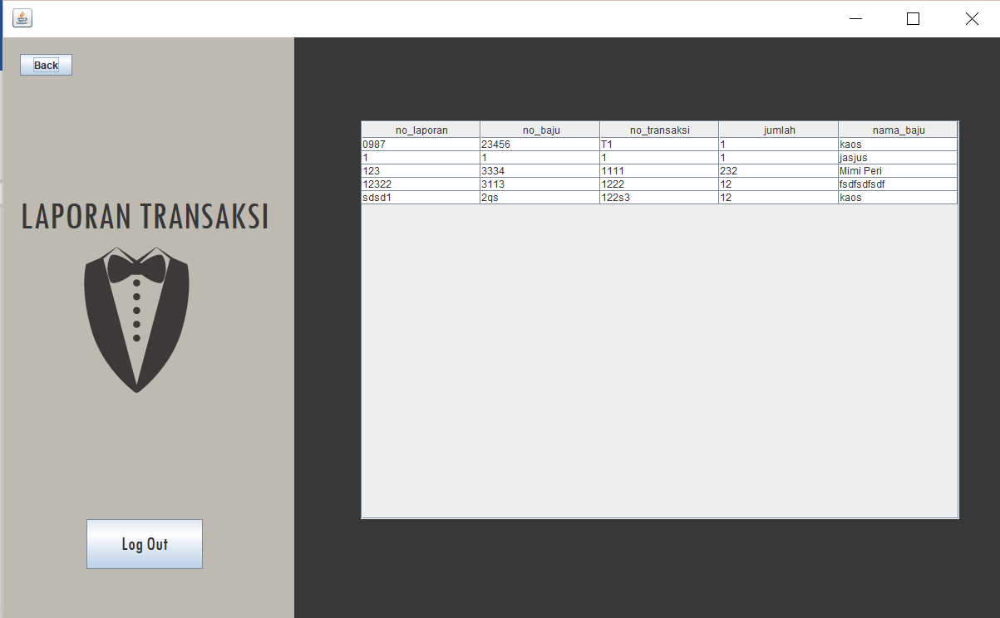 Back
LAPORAN TRANSAKSI
Log Out
no_laporan no_baju no_transaksi jumlah nama_baju
0987 23456 T1 1 kaos
1 1 1 1 jasjus
123 3334 1111 232 Mimi Peri
12322 3113 1222 12 fsdfsdfsdf
sdsd1 2qs 122s3 12 kaos